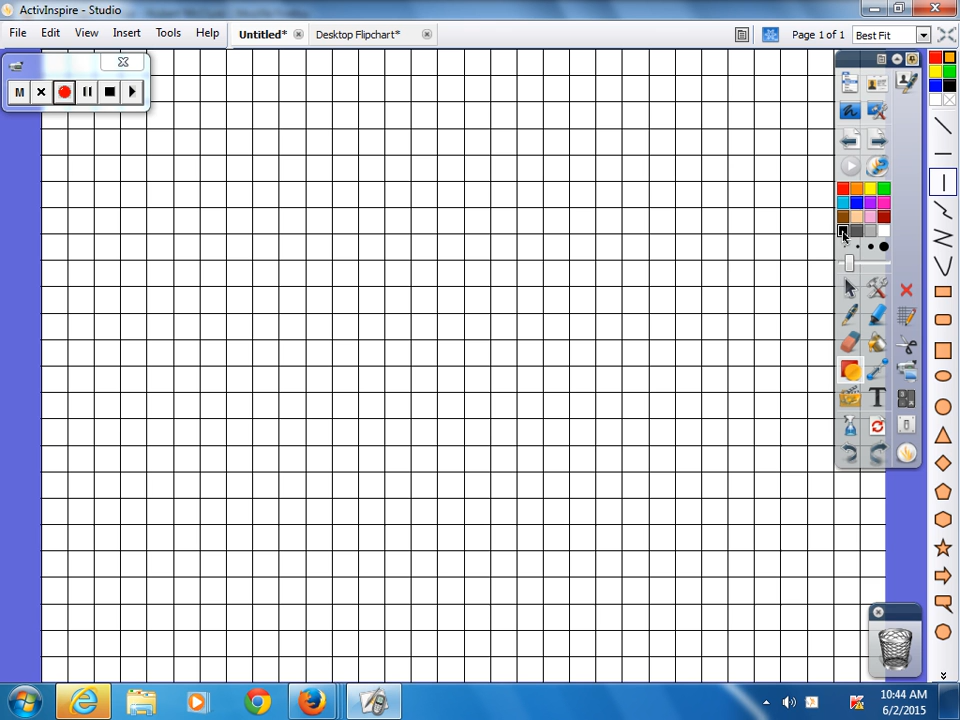 ActivInspire - Studio
File Edit View Insert Tools Help Untitled* Desktop Flipchart* Page 1 of 1 Best Fit
M
T
10:44 AM
6/2/2015